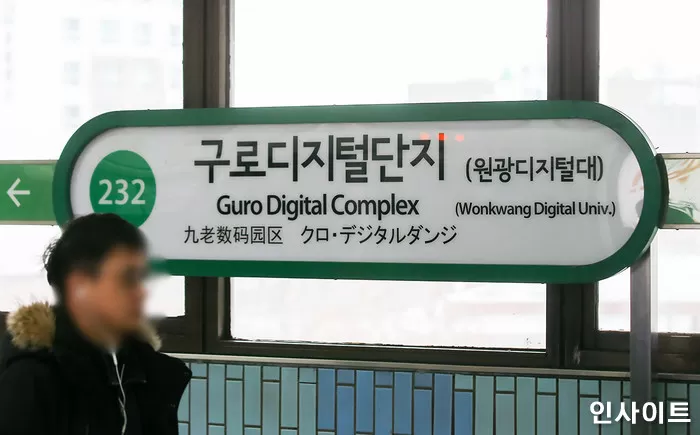 구로디지털단지 (원광디지털대)
232
Guro Digital Complex (Wonkwang Digital Univ.)
九老数码园区 クロ·デジタルダンジ
인사이트